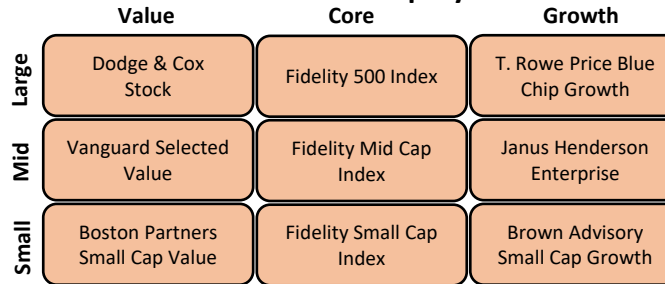 Value Core Growth
Large
Dodge & Cox
Stock
Fidelity 500 Index
T. Rowe Price Blue
Chip Growth
Mid
Vanguard Selected
Value
Fidelity Mid Cap
Index
Janus Henderson
Enterprise
Small
Boston Partners
Small Cap Value
Fidelity Small Cap
Index
Brown Advisory
Small Cap Growth